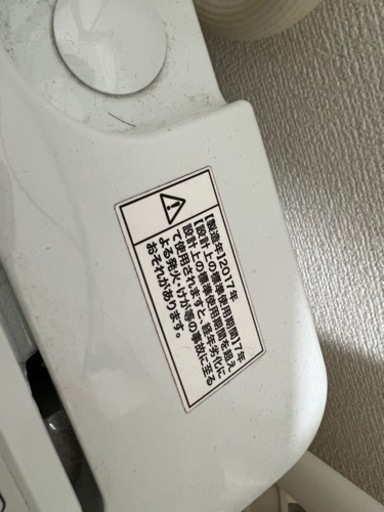 【製造年】2017年
【設計上の標準使用期間】7年
設計上の標準使用期間を超え
て使用されますと、経年劣化に
よる発火・けが等の事故に至る
おそれがあります。